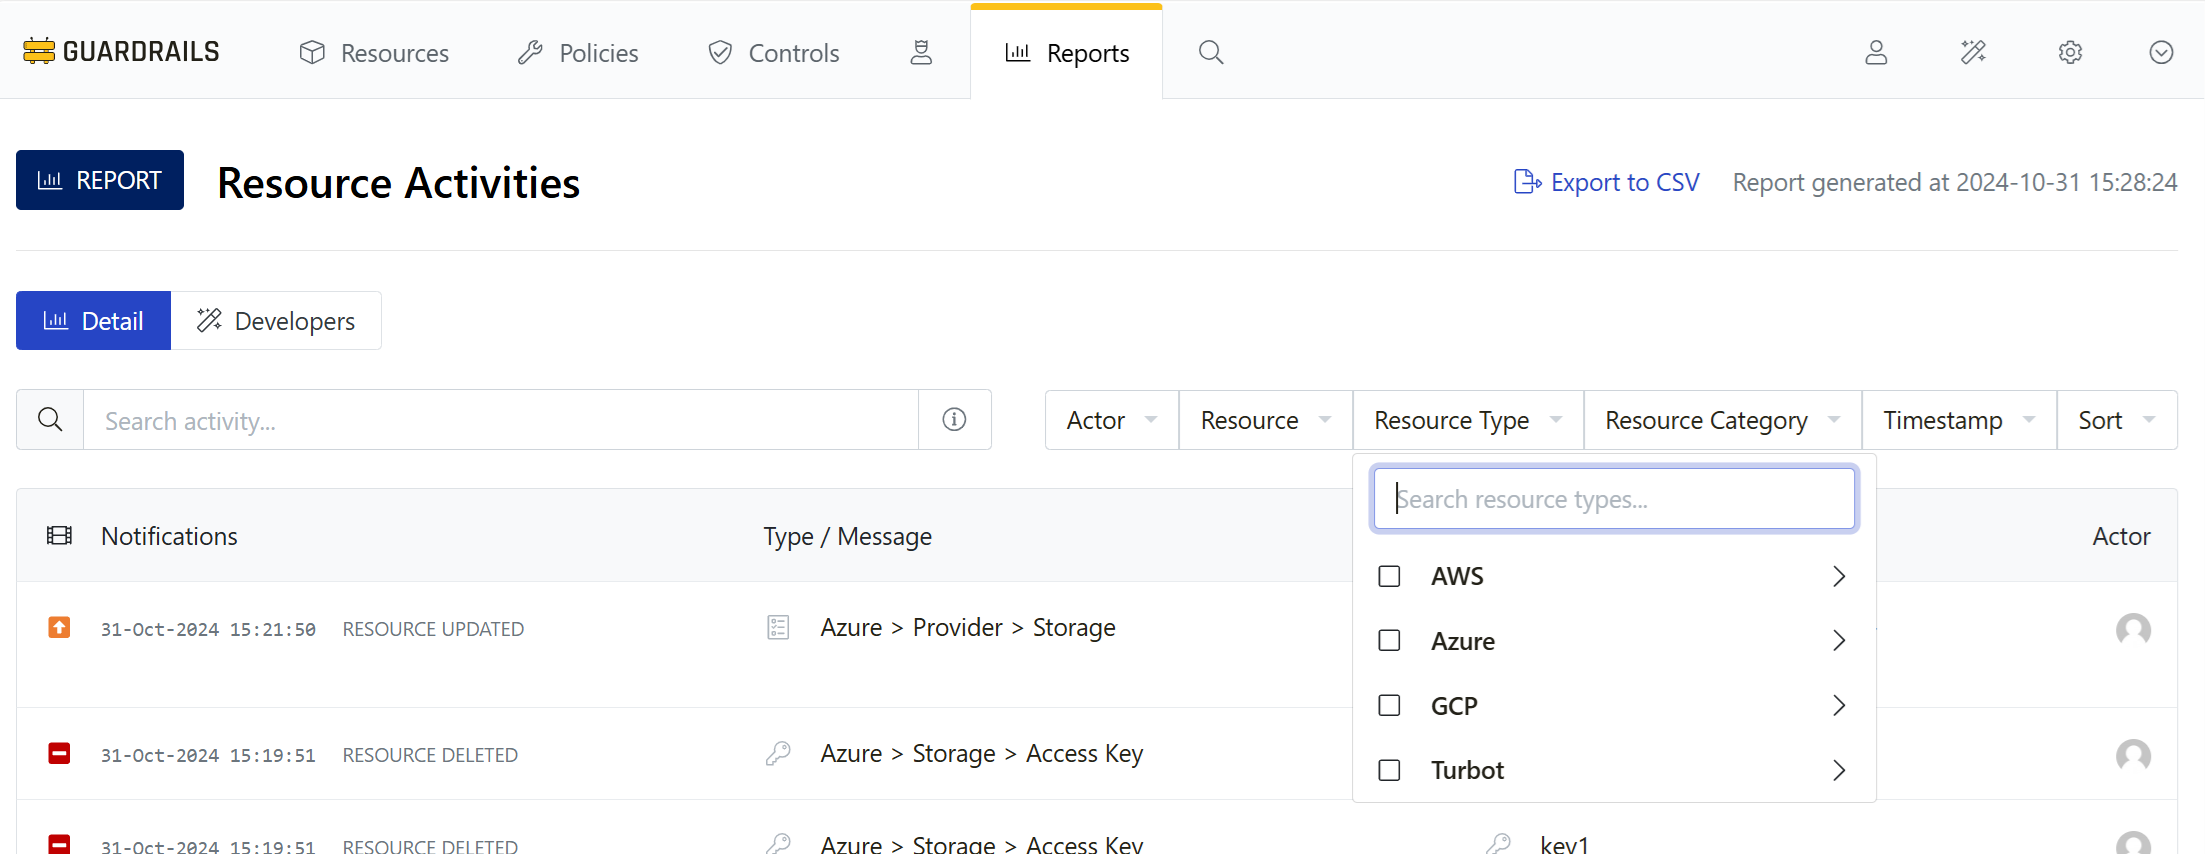 GUARDRAILS Resources Policies Controls Reports
REPORT Resource Activities Export to CSV Report generated at 2024-10-31 15:28:24
Detail Developers
Search activity... Actor Resource Resource Type Resource Category Timestamp Sort
Search resource types...
Notifications Type / Message Actor
AWS
31-Oct-2024 15:21:50 RESOURCE UPDATED Azure > Provider > Storage
Azure
GCP
31-Oct-2024 15:19:51 RESOURCE DELETED Azure > Storage > Access Key
Turbot
31-Oct-2024 15:19:51 RESOURCE DELETED Azure > Storage > Access Key key1